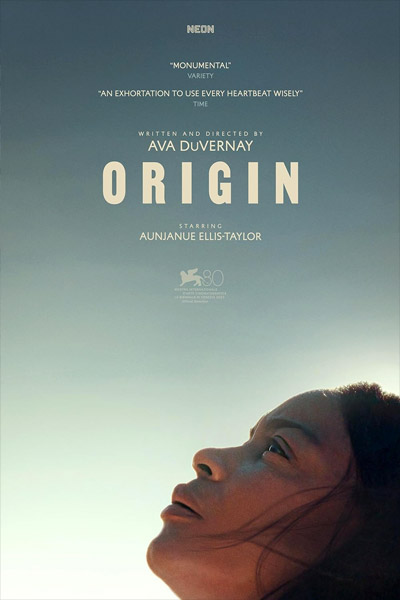 NEON
“MONUMENTAL”
VARIETY
“AN EXHORTATION TO USE EVERY HEARTBEAT WISELY”
TIME
WRITTEN AND DIRECTED BY
AVA DuVERNAY
ORIGIN
STARRING
AUNJANUE ELLIS-TAYLOR
80